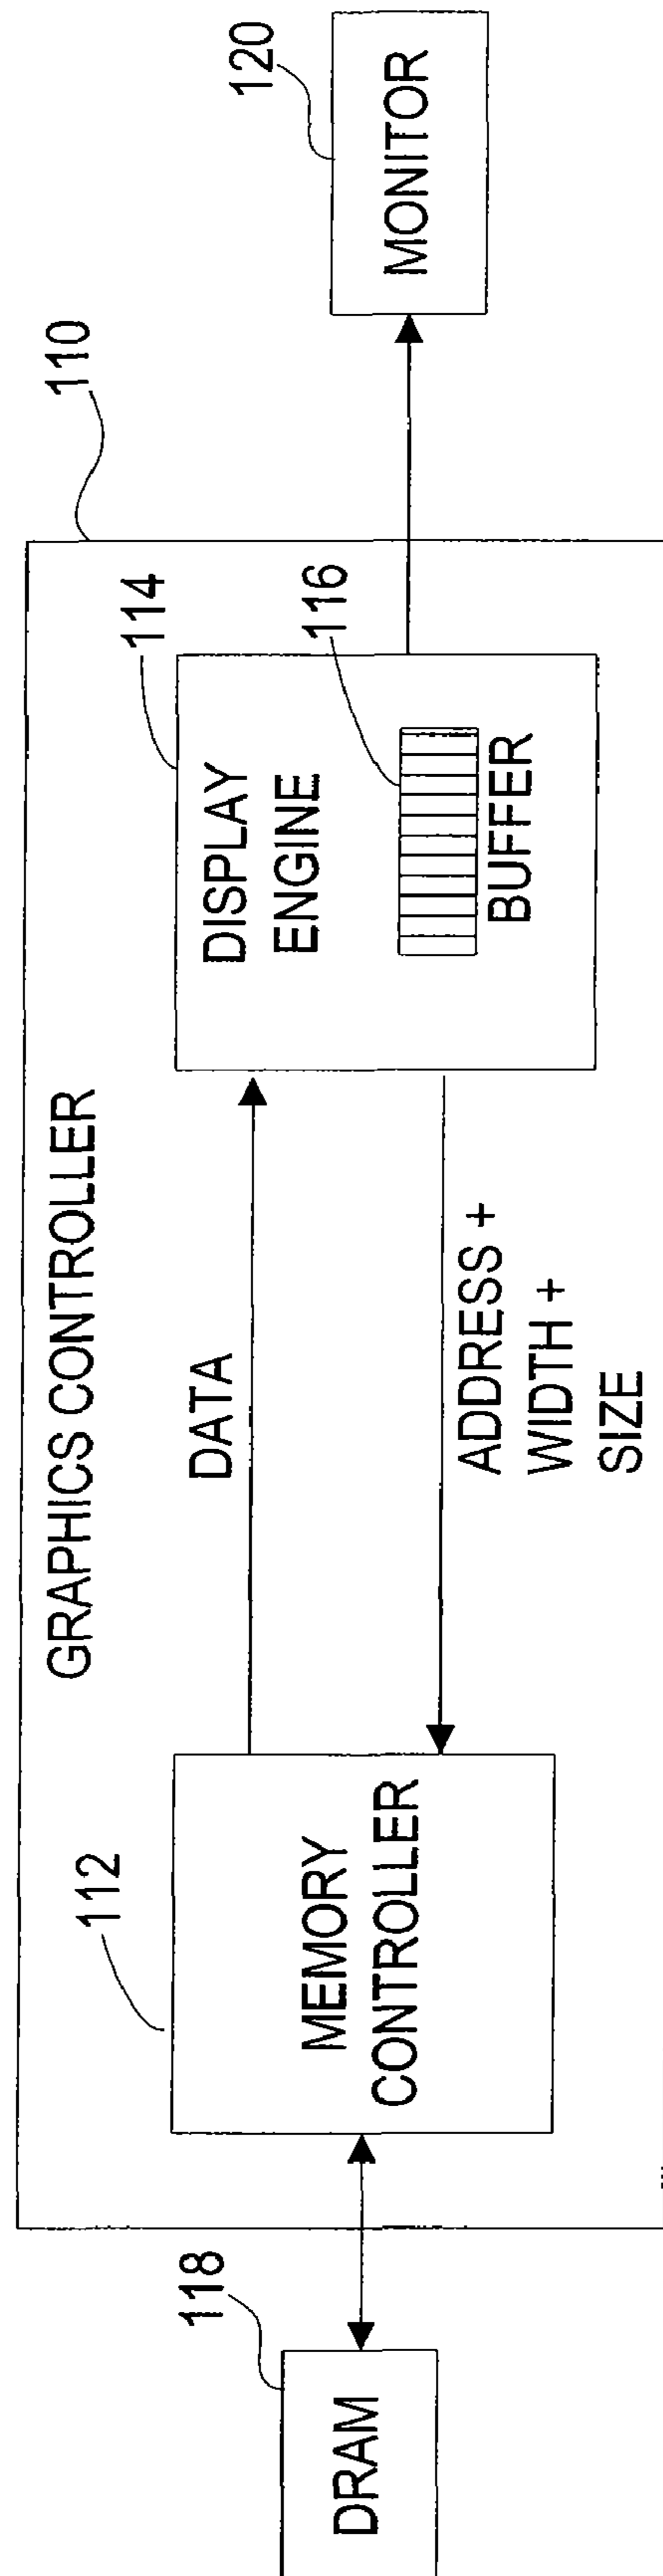 GRAPHICS CONTROLLER
110
118
DRAM
112
MEMORY
CONTROLLER
DATA
ADDRESS +
WIDTH +
SIZE
114
DISPLAY
ENGINE
116
BUFFER
120
MONITOR